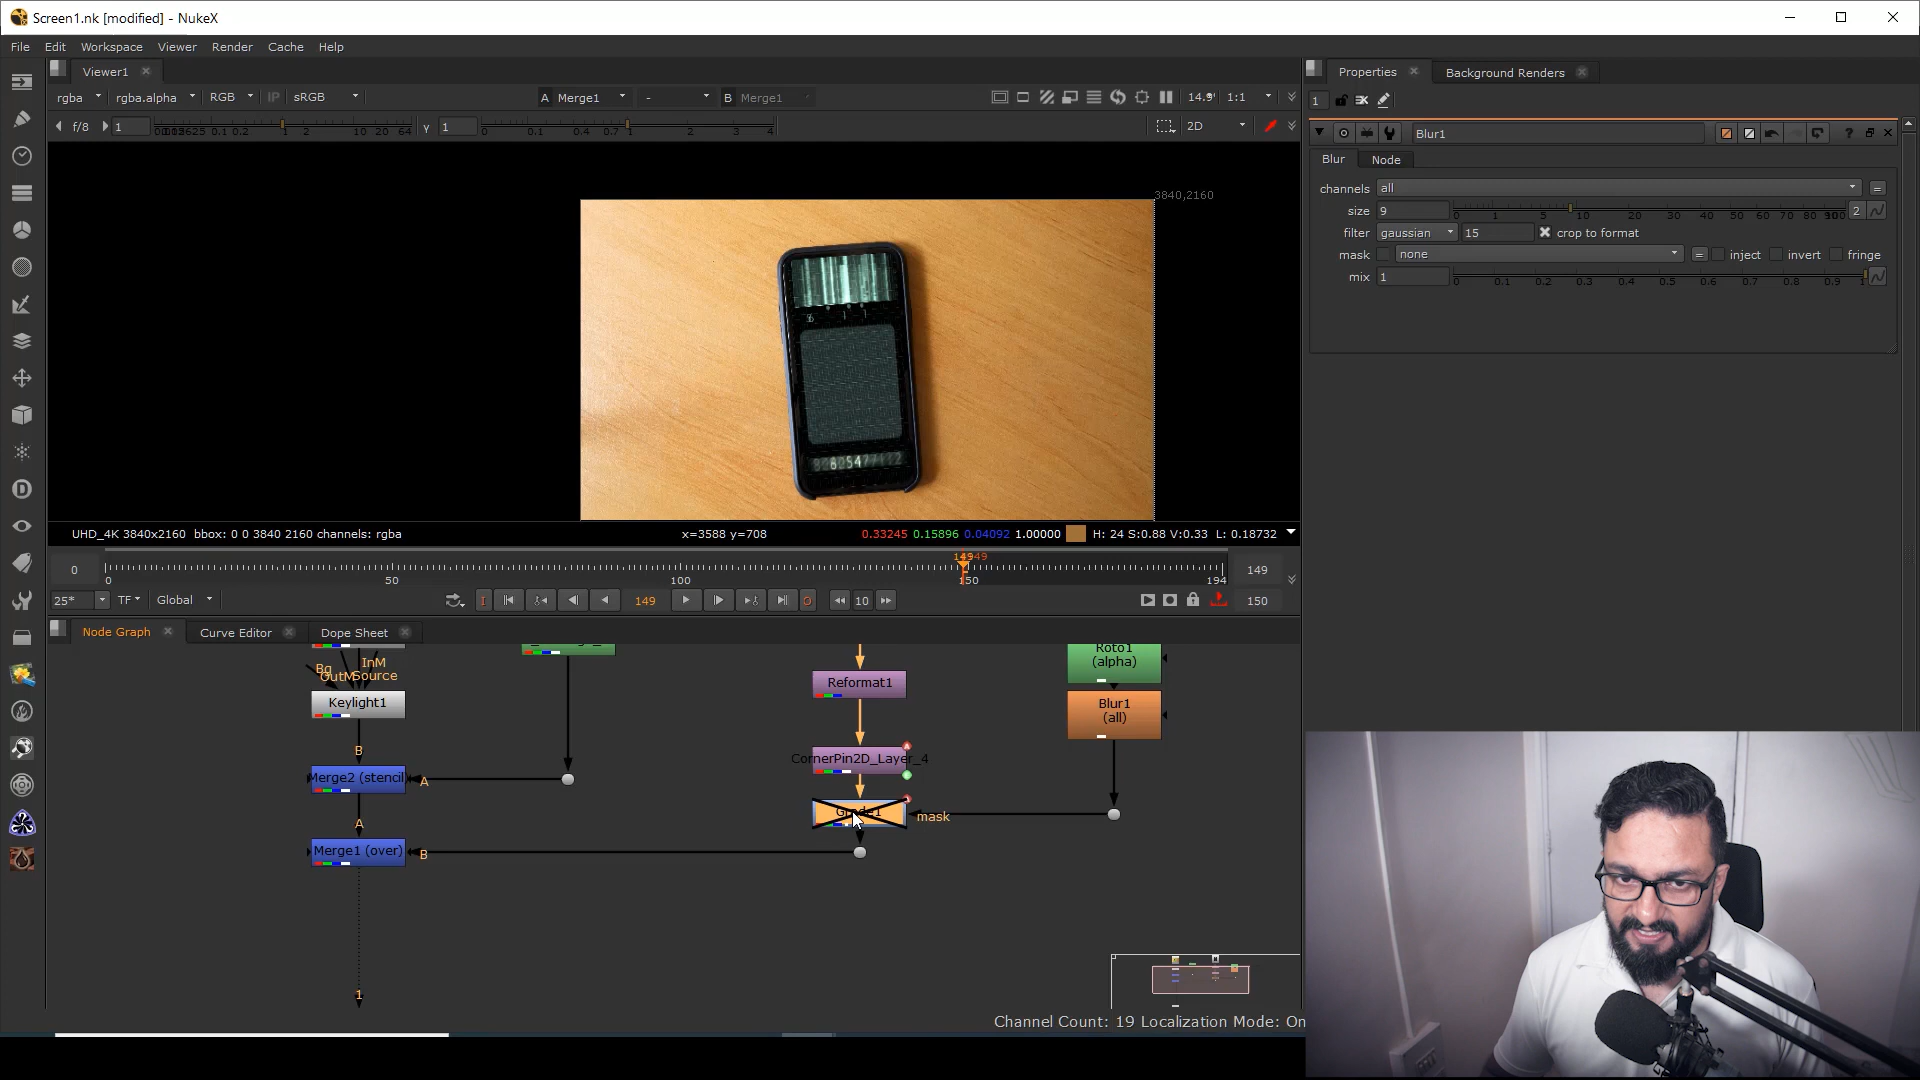 Screen1.nk [modified] - NukeX
File Edit Workspace Viewer Render Cache Help
Viewer1
Properties
Background Renders
rgba
rgba.alpha
RGB
IP
sRGB
A Merge1
-
B Merge1
1:1
1
f/8
1
y
1
2D
Blur1
Blur
Node
channels
all
size
9
2
filter
gaussian
15
crop to format
mask
none
inject
invert
fringe
mix
1
3840,2160
UHD_4K 3840x2160 bbox: 0 0 3840 2160 channels: rgba
x=3588 y=708
0.33245 0.15896 0.04092 1.00000
H: 24 S:0.88 V:0.33 L: 0.18732
0
0
50
100
150
194
149
25*
TF
Global
149
10
150
Node Graph
Curve Editor
Dope Sheet
Bg
InM
OutM
Source
Keylight1
B
Merge2 (stencil
A
A
Merge1 (over)
B
1
Reformat1
CornerPin2D_Layer_4
mask
Roto1
(alpha)
Blur1
(all)
Channel Count: 19 Localization Mode: On